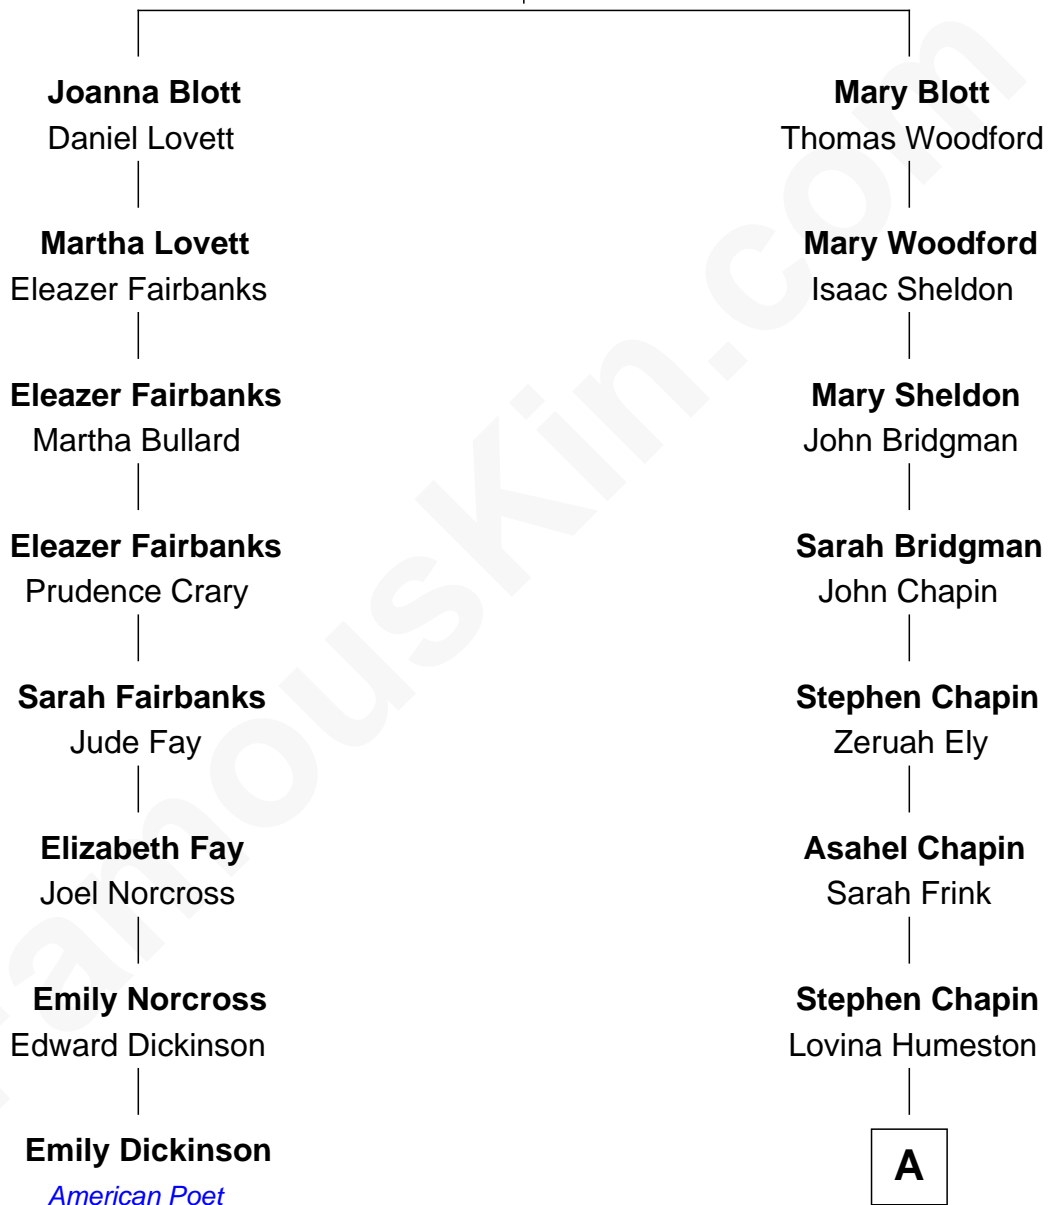 Joanna Blott
Daniel Lovett
Martha Lovett
Eleazer Fairbanks
Eleazer Fairbanks
Martha Bullard
Eleazer Fairbanks
Prudence Crary
Sarah Fairbanks
Jude Fay
Elizabeth Fay
Joel Norcross
Emily Norcross
Edward Dickinson
Emily Dickinson
American Poet
Mary Blott
Thomas Woodford
Mary Woodford
Isaac Sheldon
Mary Sheldon
John Bridgman
Sarah Bridgman
John Chapin
Stephen Chapin
Zeruah Ely
Asahel Chapin
Sarah Frink
Stephen Chapin
Lovina Humeston
A
FamousKin.com